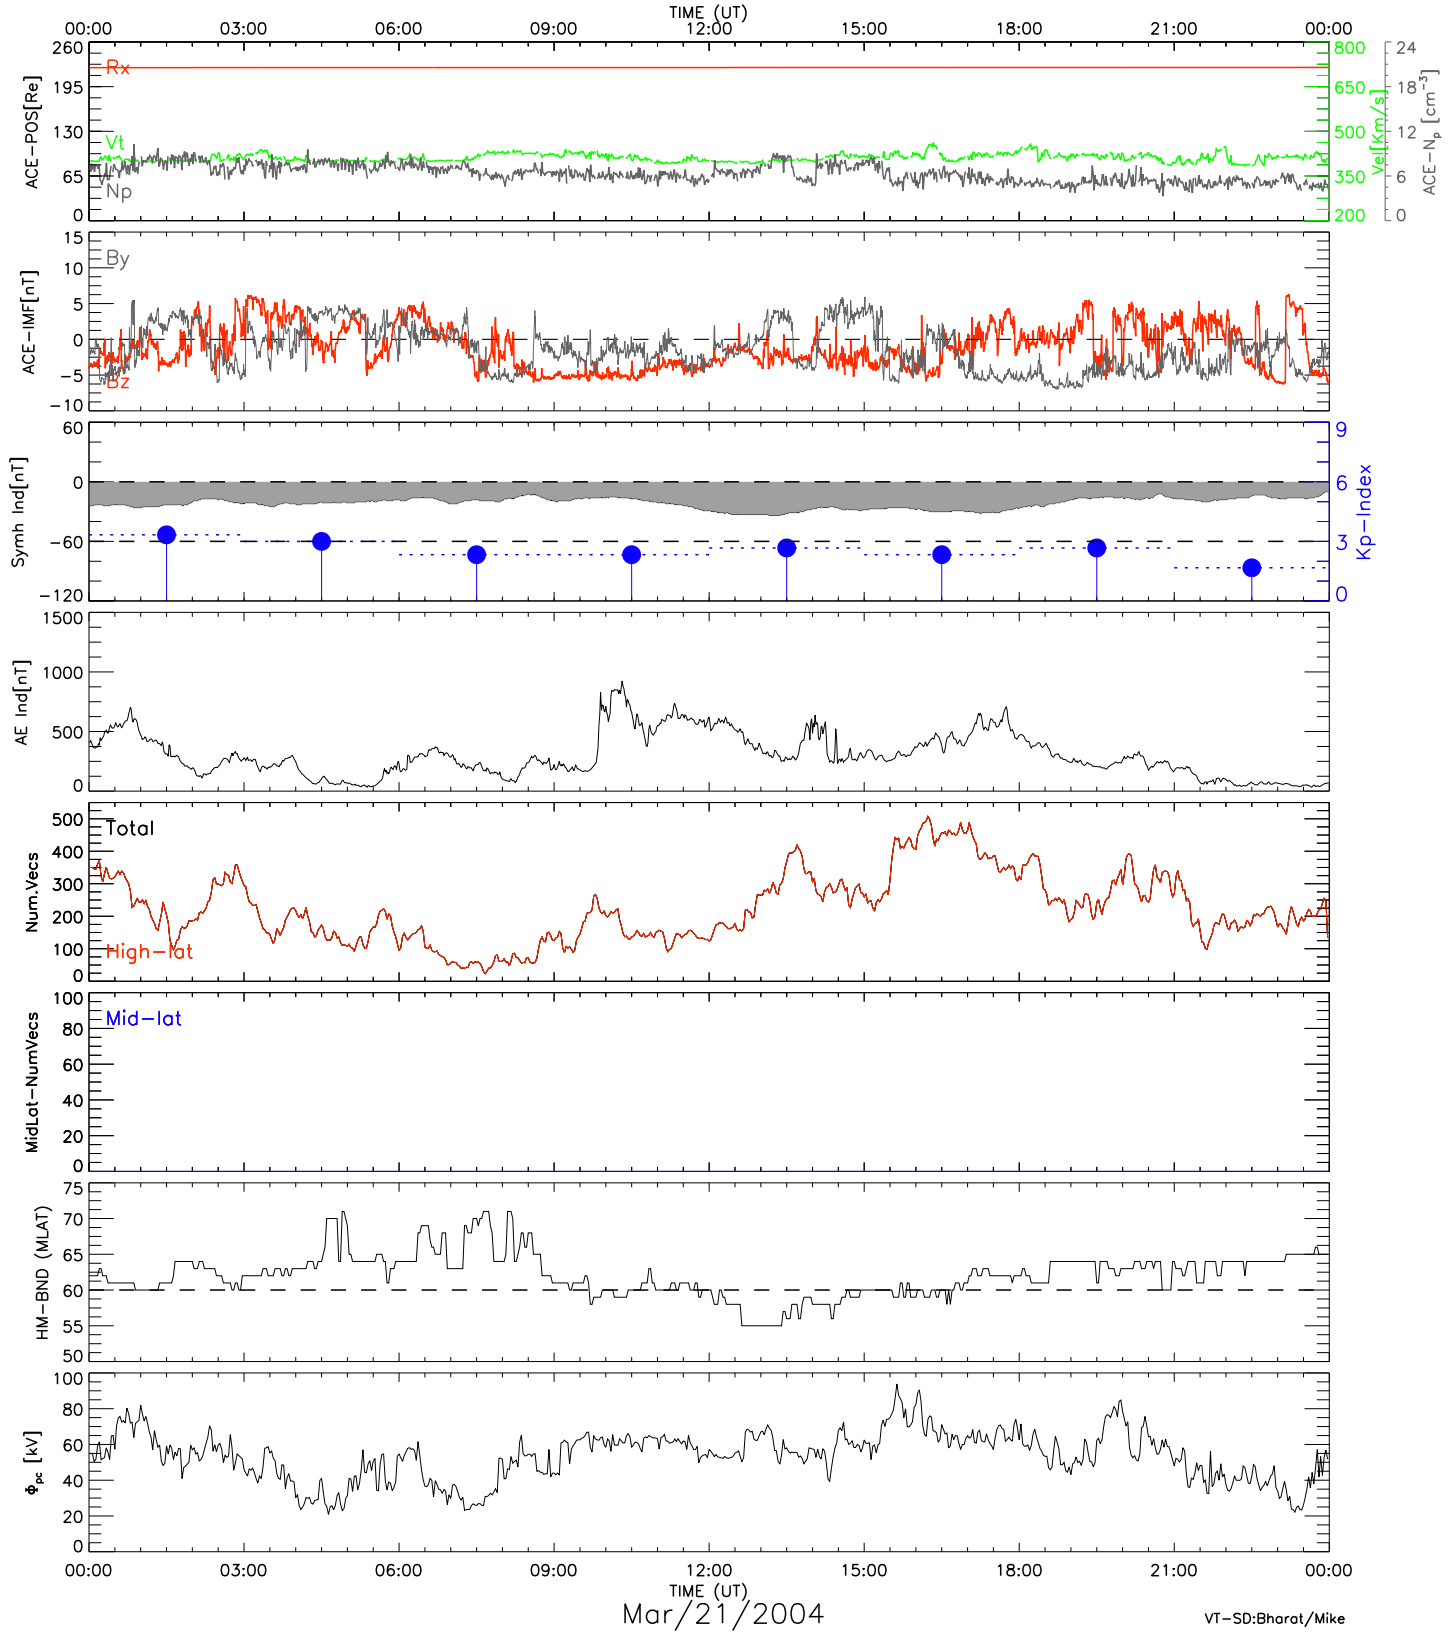 TIME (UT)
00:00 03:00 06:00 09:00 12:00 15:00 18:00 21:00 00:00
ACE-POS[Re]
260
195
130
65
0
Rx
Vt
Np
800
650
500
350
200
Vel[Km/s]
24
18
12
6
0
ACE-Np [cm-3]
ACE-IMF[nT]
15
10
5
0
-5
-10
By
Bz
Symh Ind[nT]
60
0
-60
-120
9
6
3
0
Kp-Index
AE Ind[nT]
1500
1000
500
0
Num.Vecs
500
400
300
200
100
0
Total
High-lat
MidLat-NumVecs
100
80
60
40
20
0
Mid-lat
HM-BND (MLAT)
75
70
65
60
55
50
Φpc [kV]
100
80
60
40
20
0
00:00 03:00 06:00 09:00 12:00 15:00 18:00 21:00 00:00
TIME (UT)
Mar/21/2004
VT-SD:Bharat/Mike